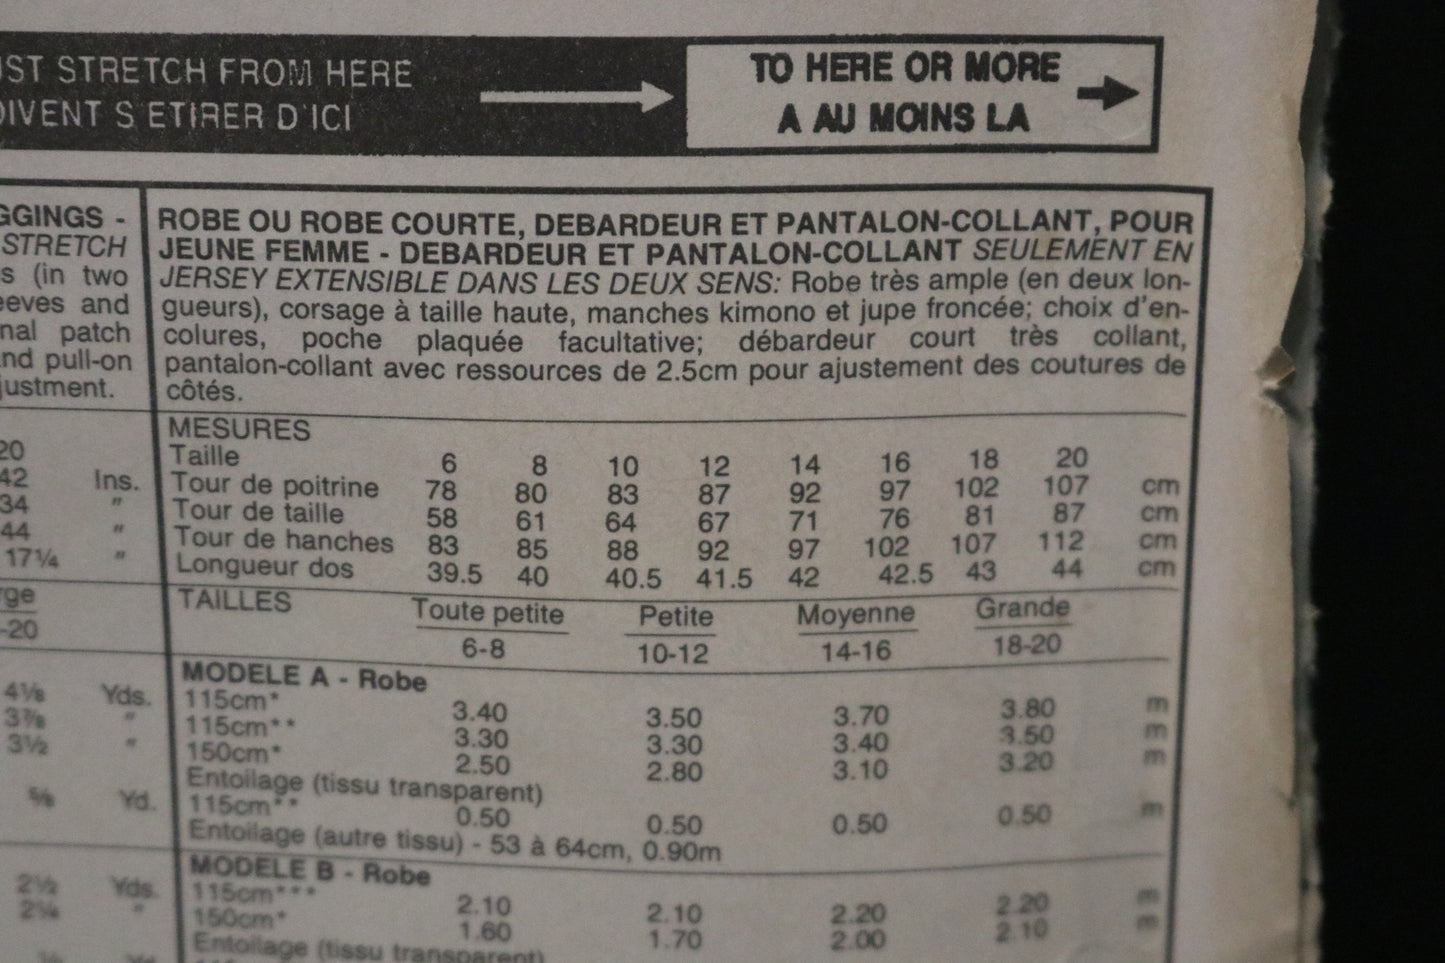 ST STRETCH FROM HERE
TO HERE OR MORE
OIVENT S'ETIRER D'ICI
A AU MOINS LA
GGINGS -
STRETCH
s (in two
eeves and
nal patch
nd pull-on
justment.
20
42 Ins.
34 "
44 "
17¼ "
rge
-20
4⅛ Yds.
3⅞ "
3½ "
⅝ Yd.
2½ Yds.
2¼ "
ROBE OU ROBE COURTE, DEBARDEUR ET PANTALON-COLLANT, POUR
JEUNE FEMME - DEBARDEUR ET PANTALON-COLLANT SEULEMENT EN
JERSEY EXTENSIBLE DANS LES DEUX SENS: Robe très ample (en deux lon-
gueurs), corsage à taille haute, manches kimono et jupe froncée; choix d'en-
colures, poche plaquée facultative; débardeur court très collant,
pantalon-collant avec ressources de 2.5cm pour ajustement des coutures de
côtés.
MESURES
Taille 6 8 10 12 14 16 18 20
Tour de poitrine 78 80 83 87 92 97 102 107 cm
Tour de taille 58 61 64 67 71 76 81 87 cm
Tour de hanches 83 85 88 92 97 102 107 112 cm
Longueur dos 39.5 40 40.5 41.5 42 42.5 43 44 cm
TAILLES Toute petite Petite Moyenne Grande
6-8 10-12 14-16 18-20
MODELE A - Robe
115cm* 3.40 3.50 3.70 3.80 m
115cm** 3.30 3.30 3.40 3.50 m
150cm* 2.50 2.80 3.10 3.20 m
Entoilage (tissu transparent)
115cm** 0.50 0.50 0.50 0.50 m
Entoilage (autre tissu) - 53 à 64cm, 0.90m
MODELE B - Robe
115cm*** 2.10 2.10 2.20 2.20 m
150cm* 1.60 1.70 2.00 2.10 m
Entoilage (tissu transparent)